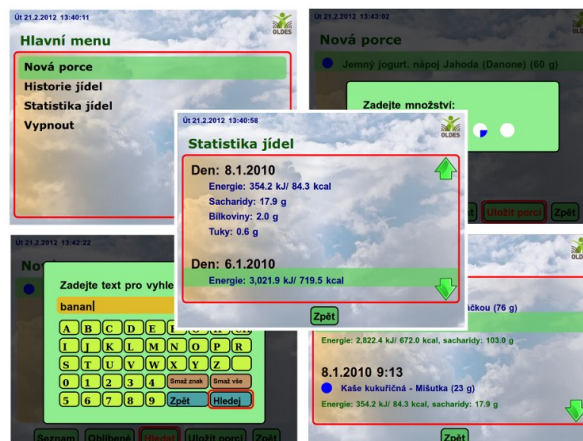 Út 21.2.2012 13:40:11
OLDES
Hlavní menu
Nová porce
Historie jídel
Statistika jídel
Vypnout
Út 21.2.2012 13:43:02
OLDES
Nová porce
Jemný jogurt. nápoj Jahoda (Danone) (60 g)
Zadejte množství:
Uložit porci
Zpět
Út 21.2.2012 13:40:58
OLDES
Statistika jídel
Den: 8.1.2010
Energie: 354.2 kJ/ 84.3 kcal
Sacharidy: 17.9 g
Bílkoviny: 2.0 g
Tuky: 0.6 g
Den: 6.1.2010
Energie: 3,021.9 kJ/ 719.5 kcal
Zpět
Út 21.2.2012 13:42:22
Zadejte text pro vyhle
banan
A B C D E
I J K L M N O P R
S T U V W X Y Z
0 1 2 3 4 Smaž znak Smaž vše
5 6 7 8 9 Zpět Hledej
Seznam Oblíbené Hledat Uložit porci Zpět
OLDES
čkou (76 g)
Energie: 2,822.4 kJ/ 672.0 kcal, sacharidy: 103.0 g
8.1.2010 9:13
Kaše kukuřičná - Mišutka (23 g)
Energie: 354.2 kJ/ 84.3 kcal, sacharidy: 17.9 g
Zpět